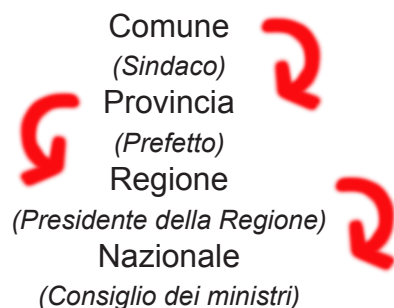 Comune
(Sindaco)
Provincia
(Prefetto)
Regione
(Presidente della Regione)
Nazionale
(Consiglio dei ministri)